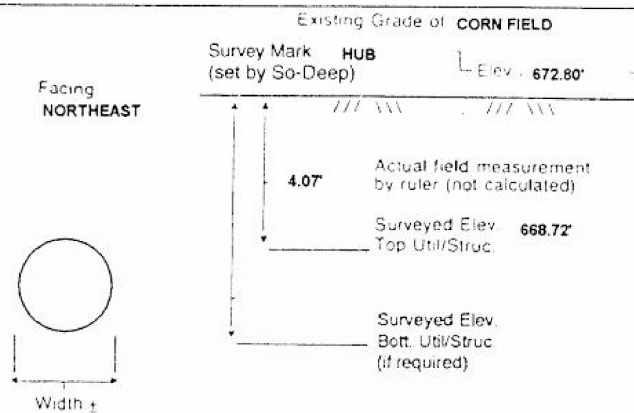 Existing Grade of CORN FIELD
Survey Mark HUB
(set by So-Deep)
Elev. 672.80'
Facing
NORTHEAST
4.07'
Actual field measurement
by ruler (not calculated)
Surveyed Elev. 668.72'
Top Util/Struc.
Surveyed Elev.
Bott. Util/Struc.
(if required)
Width ±